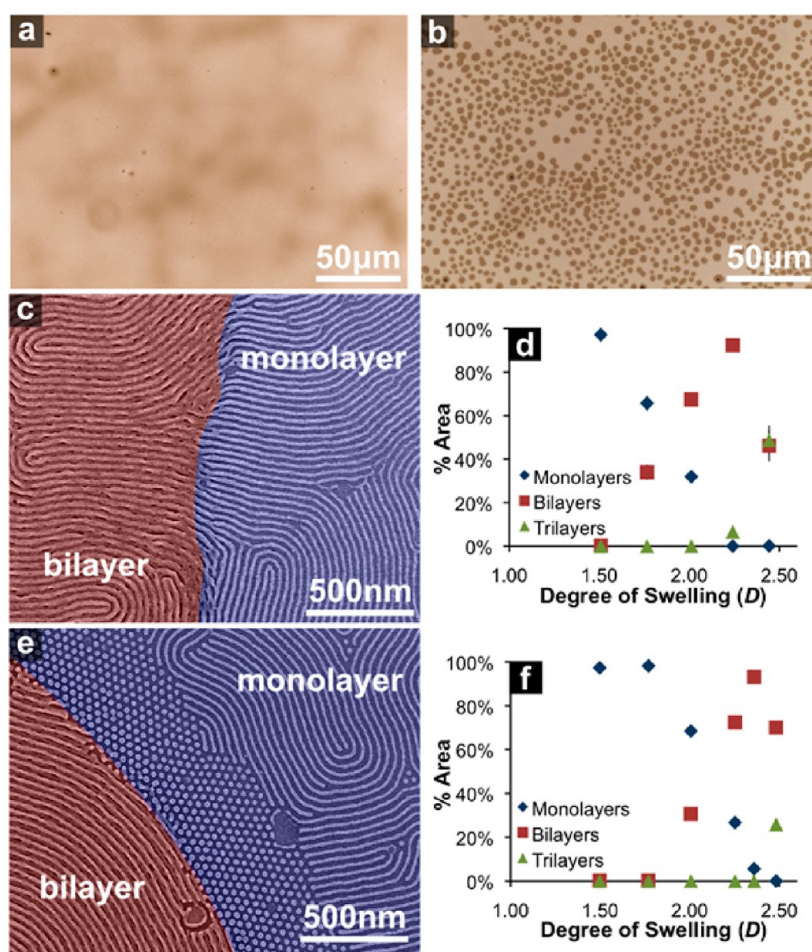 a
50µm
b
50µm
c
monolayer
bilayer
500nm
d
100%
80%
60%
40%
20%
0%
% Area
Monolayers
Bilayers
Trilayers
1.00 1.50 2.00 2.50
Degree of Swelling (D)
e
monolayer
bilayer
500nm
f
100%
80%
60%
40%
20%
0%
% Area
Monolayers
Bilayers
Trilayers
1.00 1.50 2.00 2.50
Degree of Swelling (D)